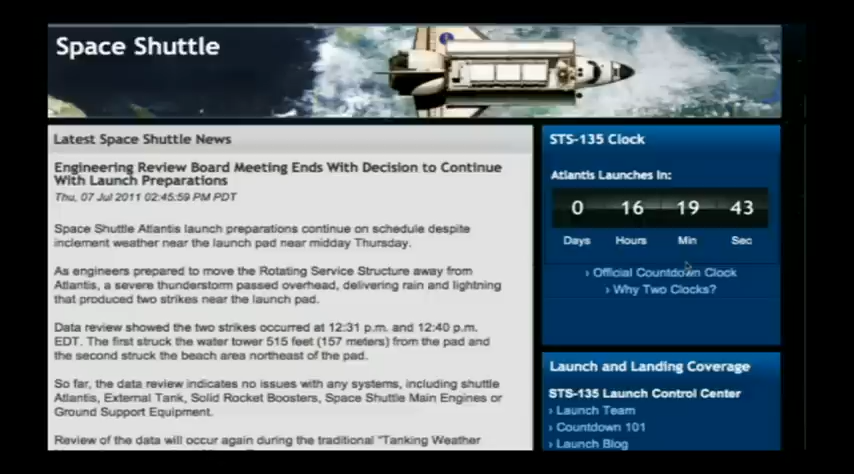 Space Shuttle
Latest Space Shuttle News
Engineering Review Board Meeting Ends With Decision to Continue
With Launch Preparations
Thu, 07 Jul 2011 02:45:59 PM PDT
Space Shuttle Atlantis launch preparations continue on schedule despite
inclement weather near the launch pad near midday Thursday.
As engineers prepared to move the Rotating Service Structure away from
Atlantis, a severe thunderstorm passed overhead, delivering rain and lightning
that produced two strikes near the launch pad.
Data review showed the two strikes occurred at 12:31 p.m. and 12:40 p.m.
EDT. The first struck the water tower 515 feet (157 meters) from the pad and
the second struck the beach area northeast of the pad.
So far, the data review indicates no issues with any systems, including shuttle
Atlantis, External Tank, Solid Rocket Boosters, Space Shuttle Main Engines or
Ground Support Equipment.
Review of the data will occur again during the traditional "Tanking Weather
STS-135 Clock
Atlantis Launches In:
0 16 19 43
Days Hours Min Sec
› Official Countdown Clock
› Why Two Clocks?
Launch and Landing Coverage
STS-135 Launch Control Center
› Launch Team
› Countdown 101
› Launch Blog